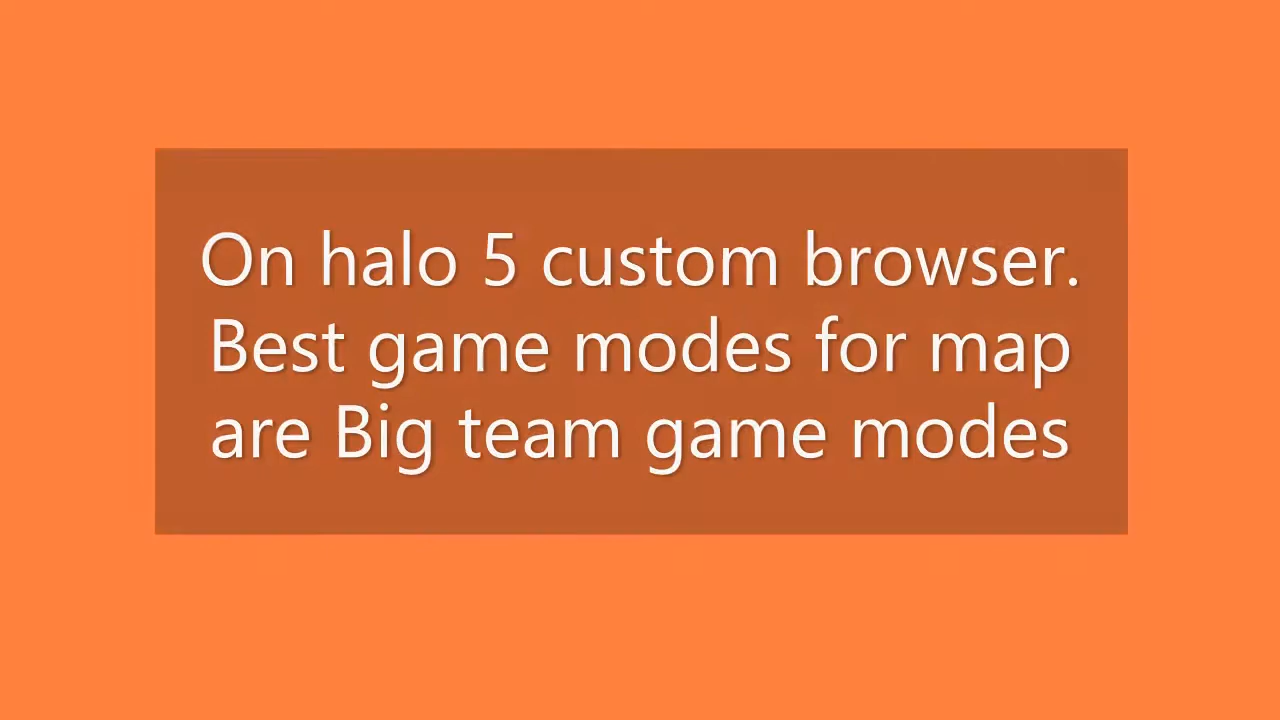 On halo 5 custom browser.
Best game modes for map
are Big team game modes